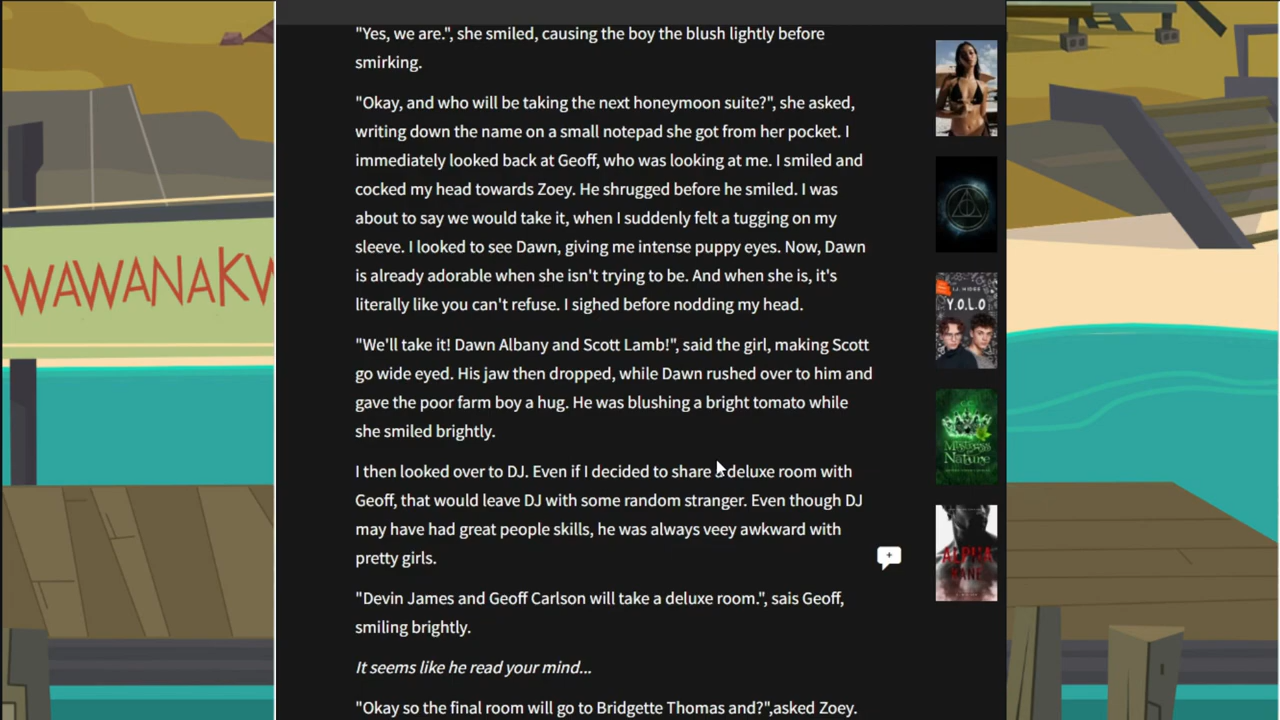 "Yes, we are.", she smiled, causing the boy the blush lightly before
smirking.
"Okay, and who will be taking the next honeymoon suite?", she asked,
writing down the name on a small notepad she got from her pocket. I
immediately looked back at Geoff, who was looking at me. I smiled and
cocked my head towards Zoey. He shrugged before he smiled. I was
about to say we would take it, when I suddenly felt a tugging on my
sleeve. I looked to see Dawn, giving me intense puppy eyes. Now, Dawn
is already adorable when she isn't trying to be. And when she is, it's
literally like you can't refuse. I sighed before nodding my head.
"We'll take it! Dawn Albany and Scott Lamb!", said the girl, making Scott
go wide eyed. His jaw then dropped, while Dawn rushed over to him and
gave the poor farm boy a hug. He was blushing a bright tomato while
she smiled brightly.
I then looked over to DJ. Even if I decided to share a deluxe room with
Geoff, that would leave DJ with some random stranger. Even though DJ
may have had great people skills, he was always veey awkward with
pretty girls.
"Devin James and Geoff Carlson will take a deluxe room.", sais Geoff,
smiling brightly.
It seems like he read your mind...
"Okay so the final room will go to Bridgette Thomas and?",asked Zoey.
WAWANAKW
Y.O.L.O
Nature
ALPHA
KANE